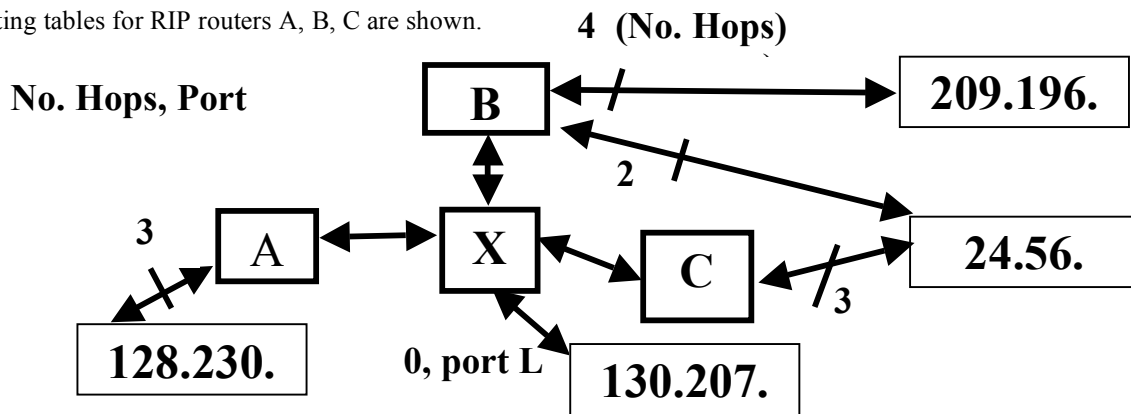 ting tables for RIP routers A, B, C are shown.
4 (No. Hops)
No. Hops, Port
B
209.196.
2
3
A
X
C
24.56.
3
128.230.
0, port L
130.207.